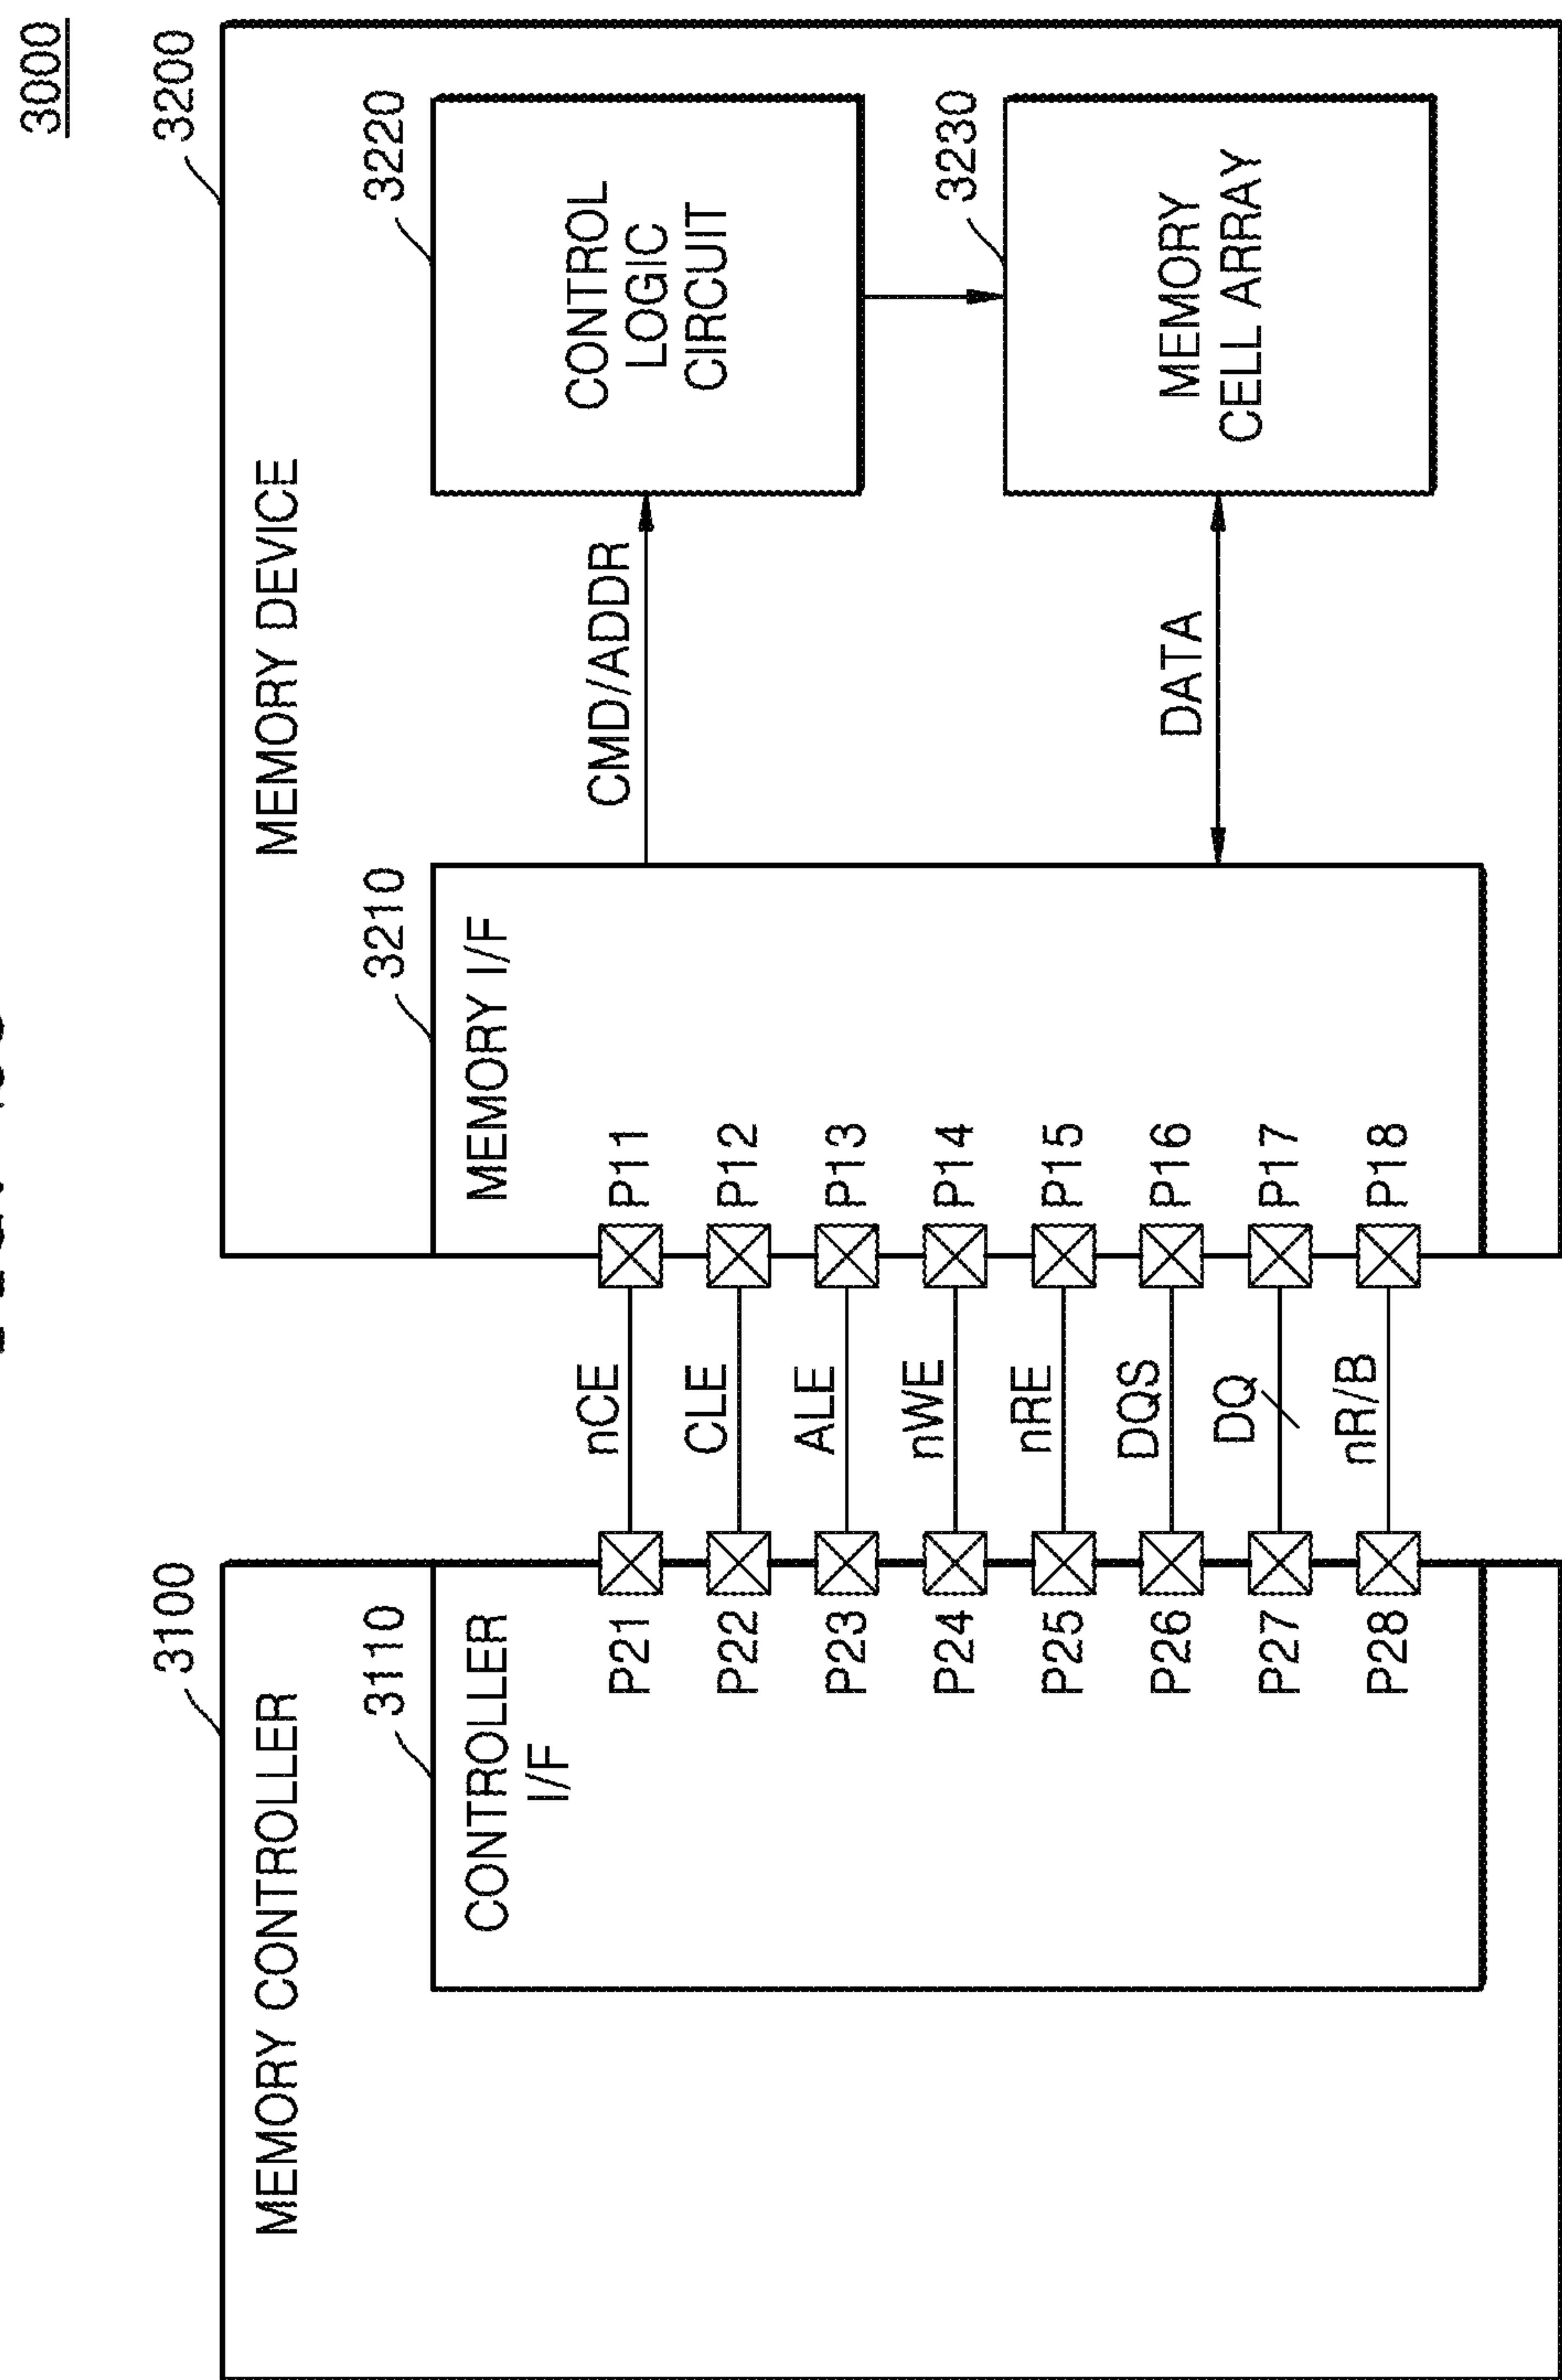 3000
3100
MEMORY CONTROLLER
3110
CONTROLLER
I/F
P21
P22
P23
P24
P25
P26
P27
P28
nCE
CLE
ALE
nWE
nRE
DQS
DQ
nR/B
3200
MEMORY DEVICE
3210
MEMORY I/F
P11
P12
P13
P14
P15
P16
P17
P18
CMD/ADDR
DATA
3220
CONTROL
LOGIC
CIRCUIT
3230
MEMORY
CELL ARRAY